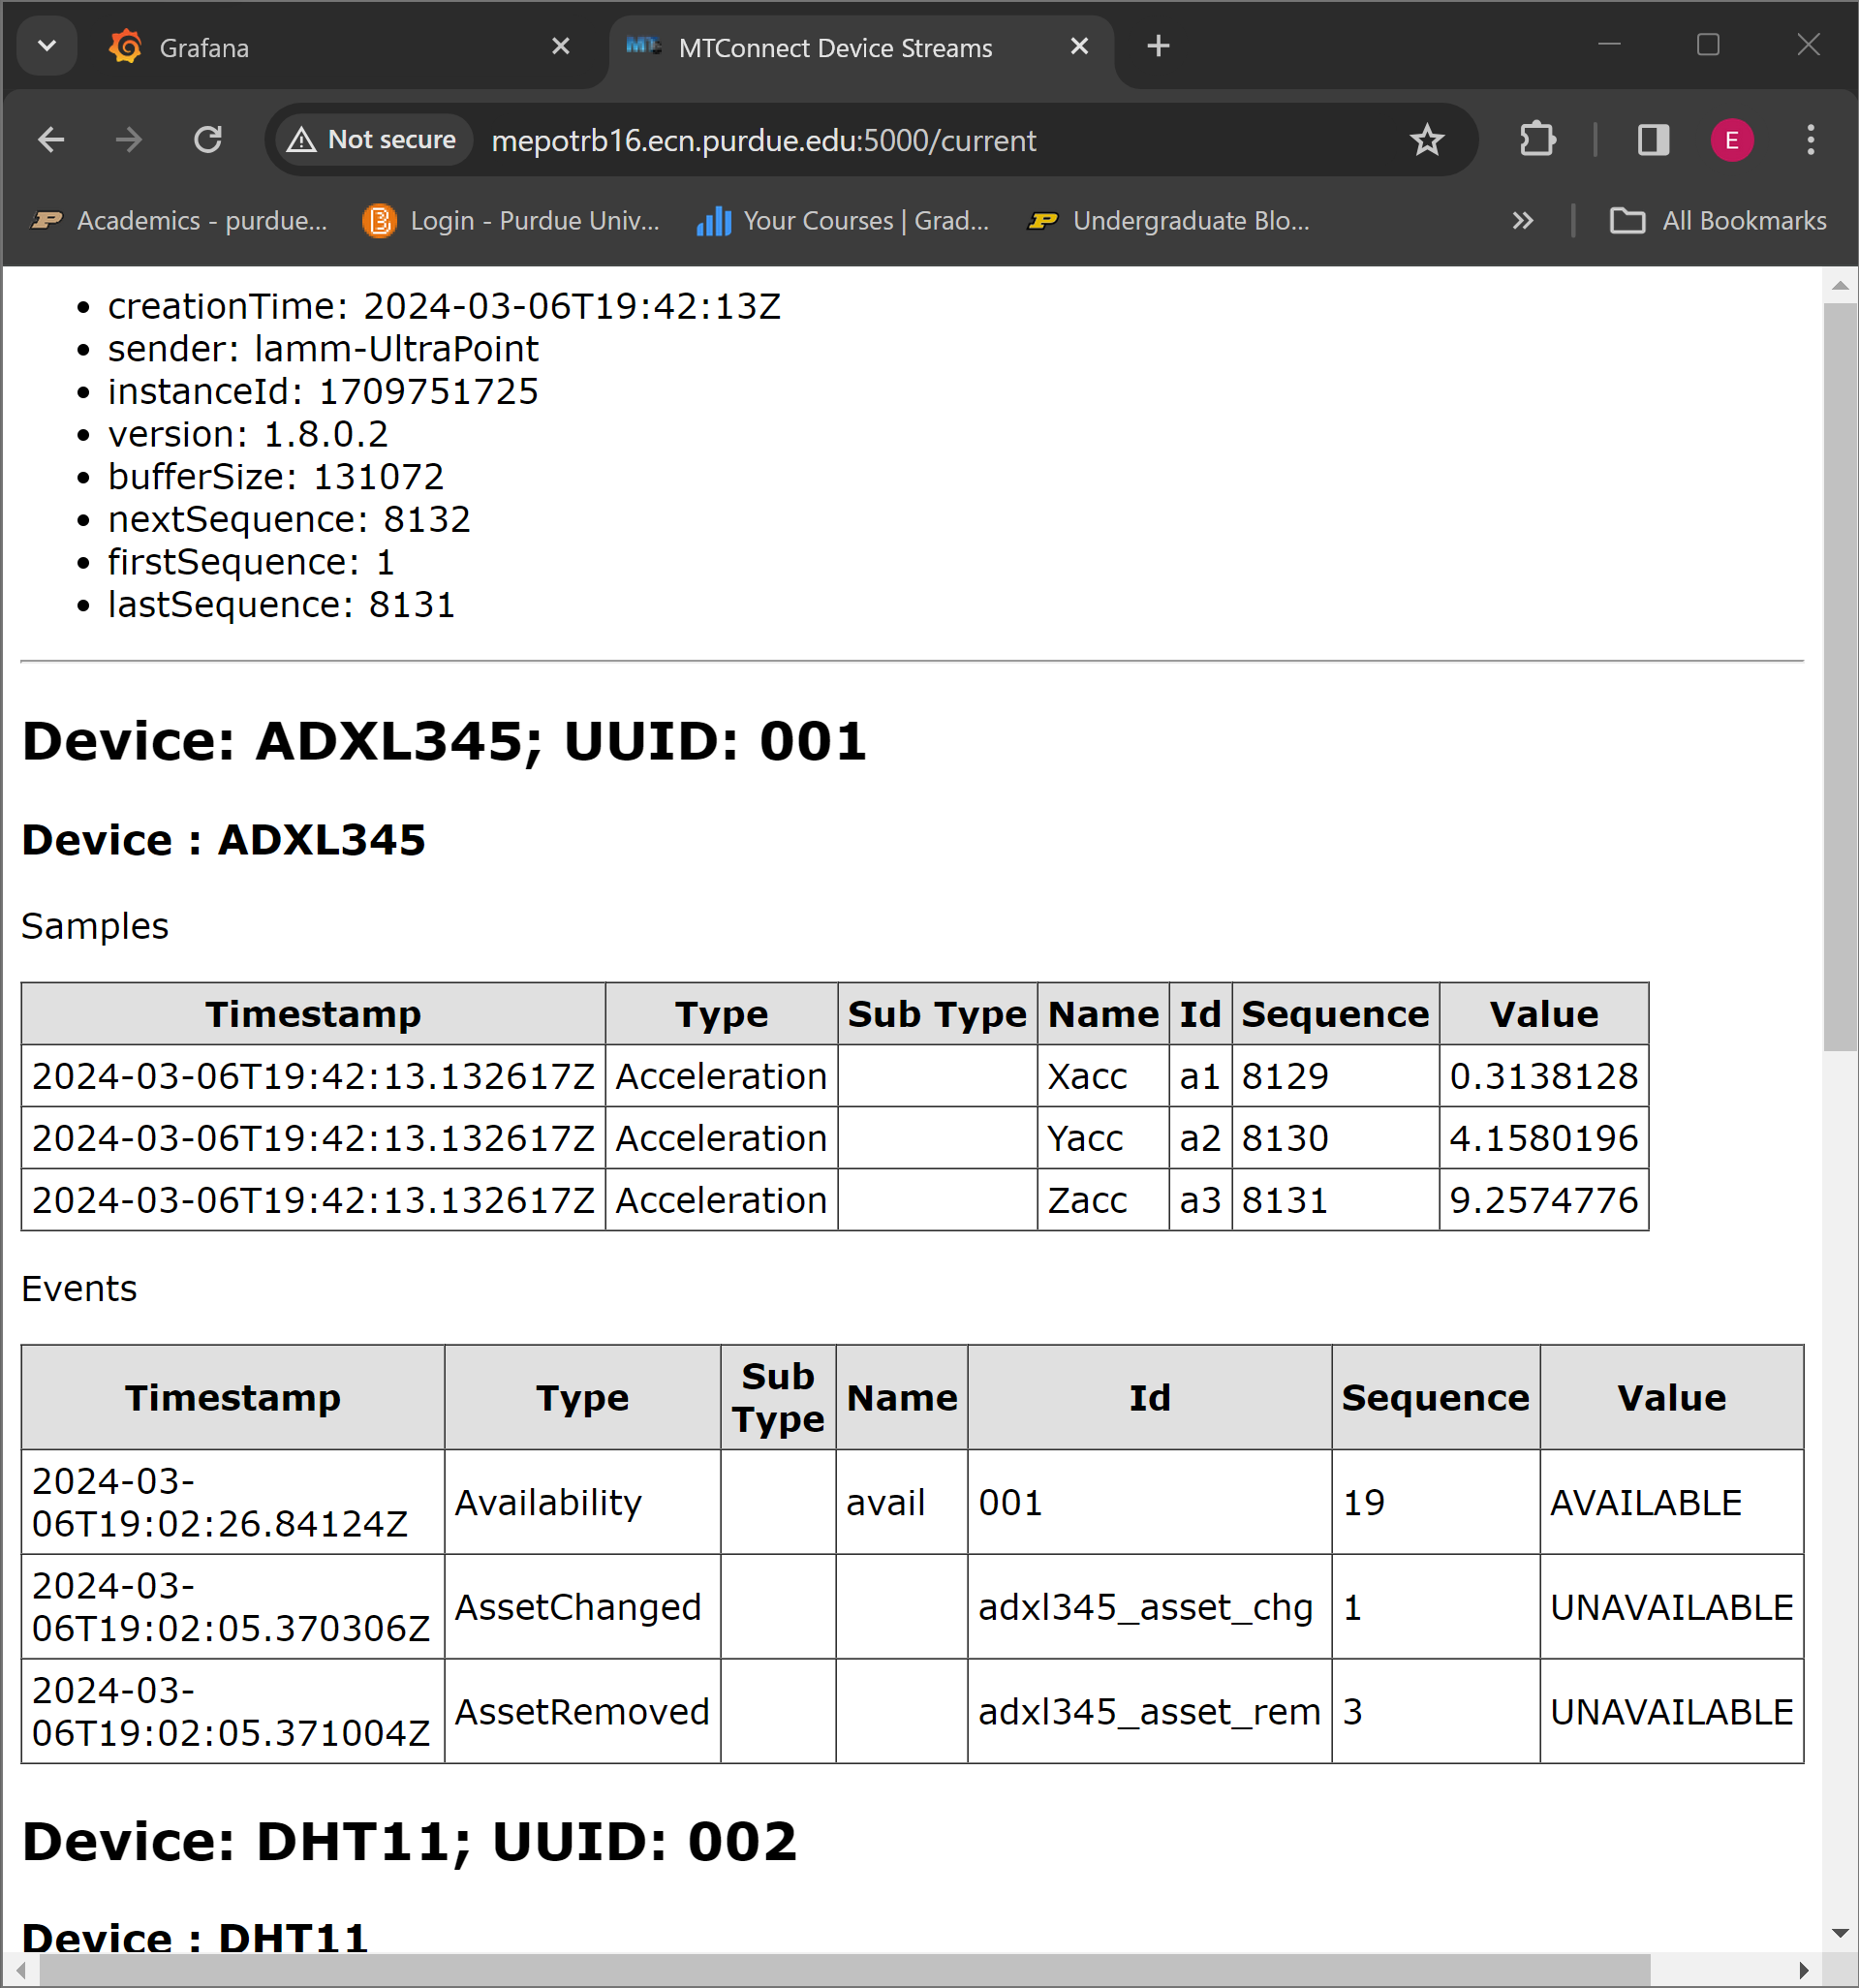 Grafana
MTConnect Device Streams
Not secure
mepotrb16.ecn.purdue.edu:5000/current
E
Academics - purdue...
Login - Purdue Univ...
Your Courses | Grad...
Undergraduate Blo...
All Bookmarks
creationTime: 2024-03-06T19:42:13Z
sender: lamm-UltraPoint
instanceId: 1709751725
version: 1.8.0.2
bufferSize: 131072
nextSequence: 8132
firstSequence: 1
lastSequence: 8131
Device: ADXL345; UUID: 001
Device : ADXL345
Samples
Timestamp Type Sub Type Name Id Sequence Value
2024-03-06T19:42:13.132617Z Acceleration Xacc a1 8129 0.3138128
2024-03-06T19:42:13.132617Z Acceleration Yacc a2 8130 4.1580196
2024-03-06T19:42:13.132617Z Acceleration Zacc a3 8131 9.2574776
Events
Timestamp Type Sub Type Name Id Sequence Value
2024-03-06T19:02:26.84124Z Availability avail 001 19 AVAILABLE
2024-03-06T19:02:05.370306Z AssetChanged adxl345_asset_chg 1 UNAVAILABLE
2024-03-06T19:02:05.371004Z AssetRemoved adxl345_asset_rem 3 UNAVAILABLE
Device: DHT11; UUID: 002
Device : DHT11